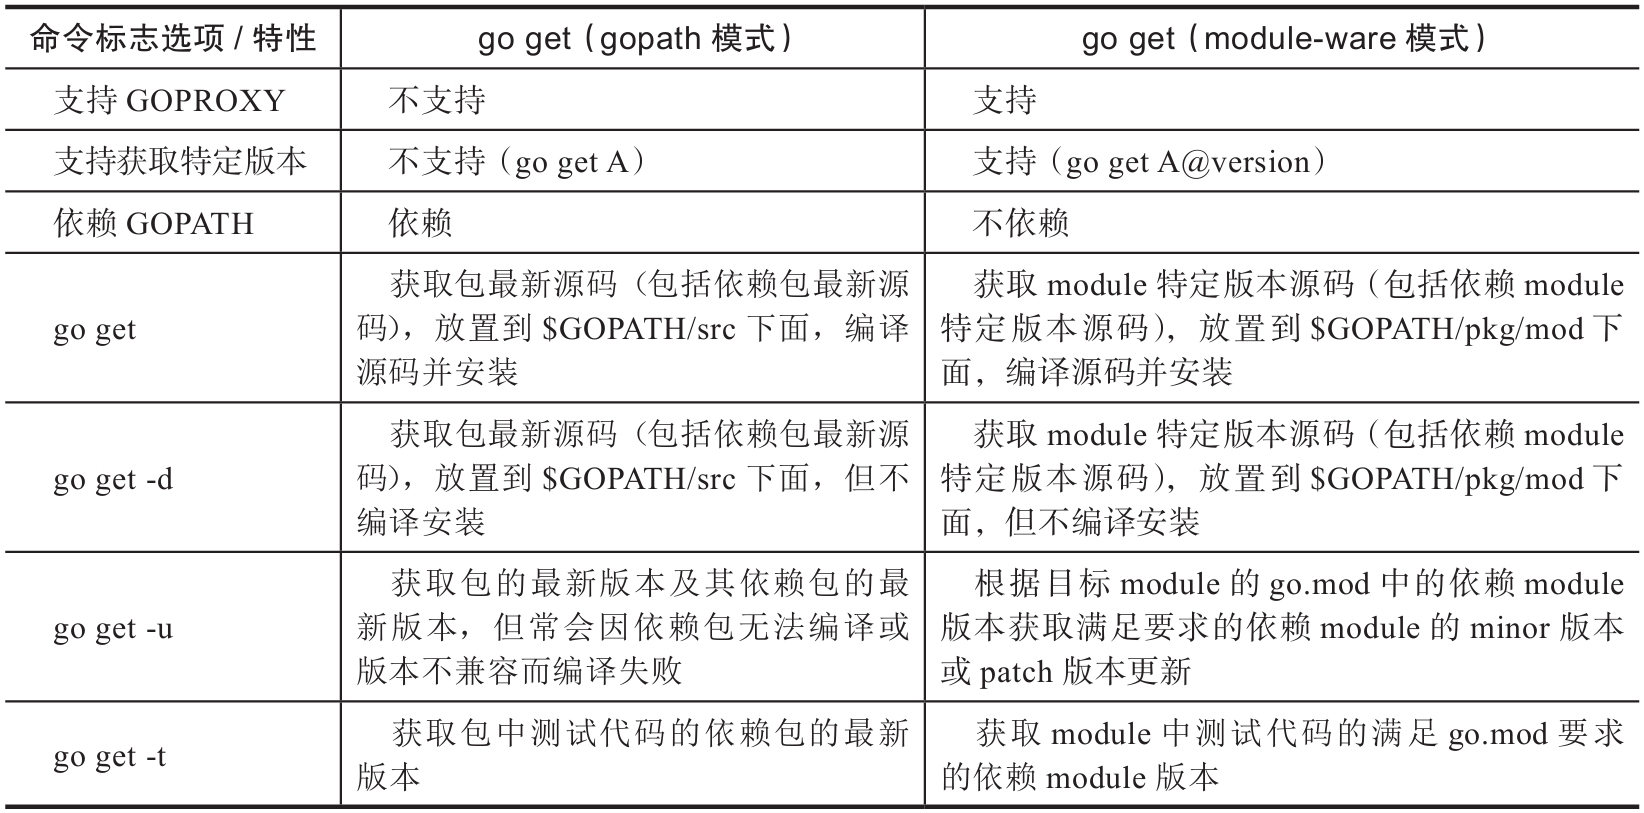 命令标志选项 / 特性
go get（gopath 模式）
go get（module-ware 模式）
支持 GOPROXY
不支持
支持
支持获取特定版本
不支持（go get A）
支持（go get A@version）
依赖 GOPATH
依赖
不依赖
go get
获取包最新源码（包括依赖包最新源
码），放置到 $GOPATH/src 下面，编译
源码并安装
获取 module 特定版本源码（包括依赖 module
特定版本源码），放置到 $GOPATH/pkg/mod 下
面，编译源码并安装
go get -d
获取包最新源码（包括依赖包最新源
码），放置到 $GOPATH/src 下面，但不
编译安装
获取 module 特定版本源码（包括依赖 module
特定版本源码），放置到 $GOPATH/pkg/mod 下
面，但不编译安装
go get -u
获取包的最新版本及其依赖包的最
新版本，但常会因依赖包无法编译或
版本不兼容而编译失败
根据目标 module 的 go.mod 中的依赖 module
版本获取满足要求的依赖 module 的 minor 版本
或 patch 版本更新
go get -t
获取包中测试代码的依赖包的最新
版本
获取 module 中测试代码的满足 go.mod 要求
的依赖 module 版本